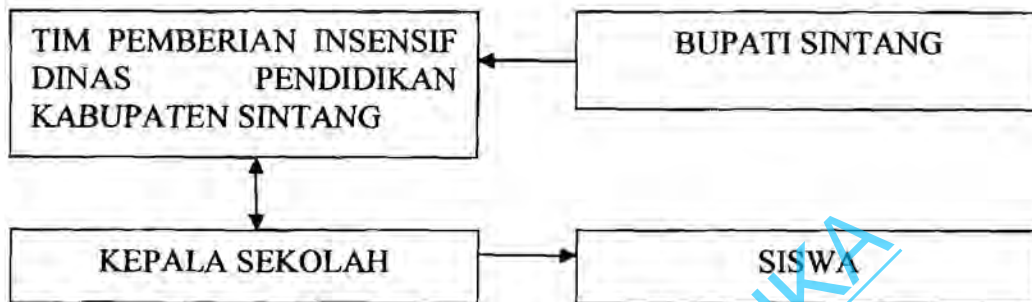 TIM PEMBERIAN INSENSIF
DINAS PENDIDIKAN
KABUPATEN SINTANG
BUPATI SINTANG
KEPALA SEKOLAH
SISWA